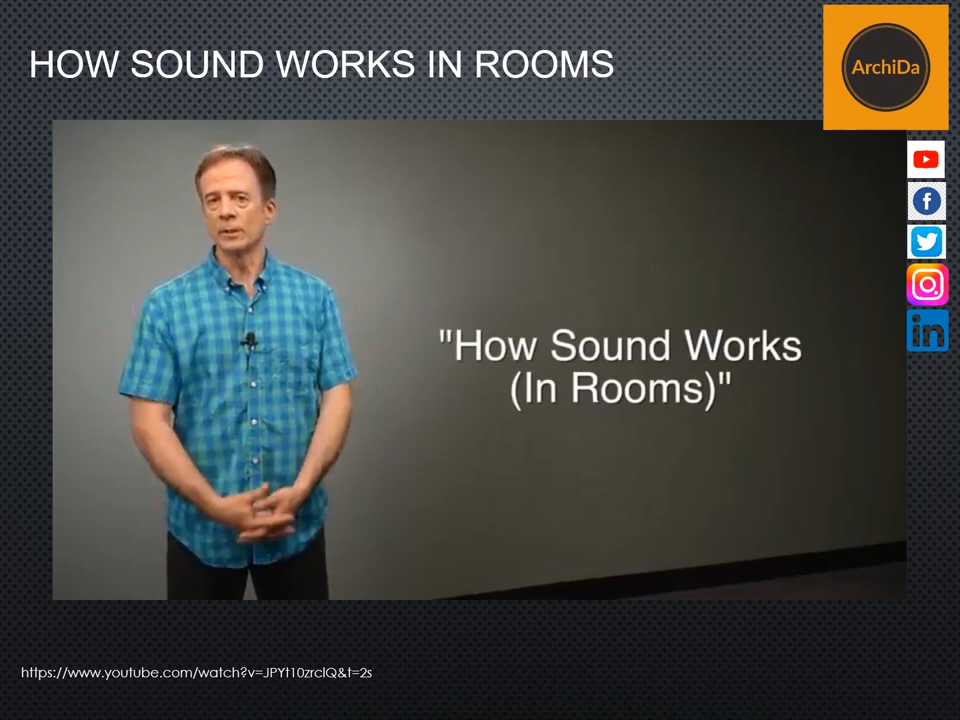 HOW SOUND WORKS IN ROOMS
ArchiDa
"How Sound Works
(In Rooms)"
https://www.youtube.com/watch?v=JPYt10zrclQ&t=2s